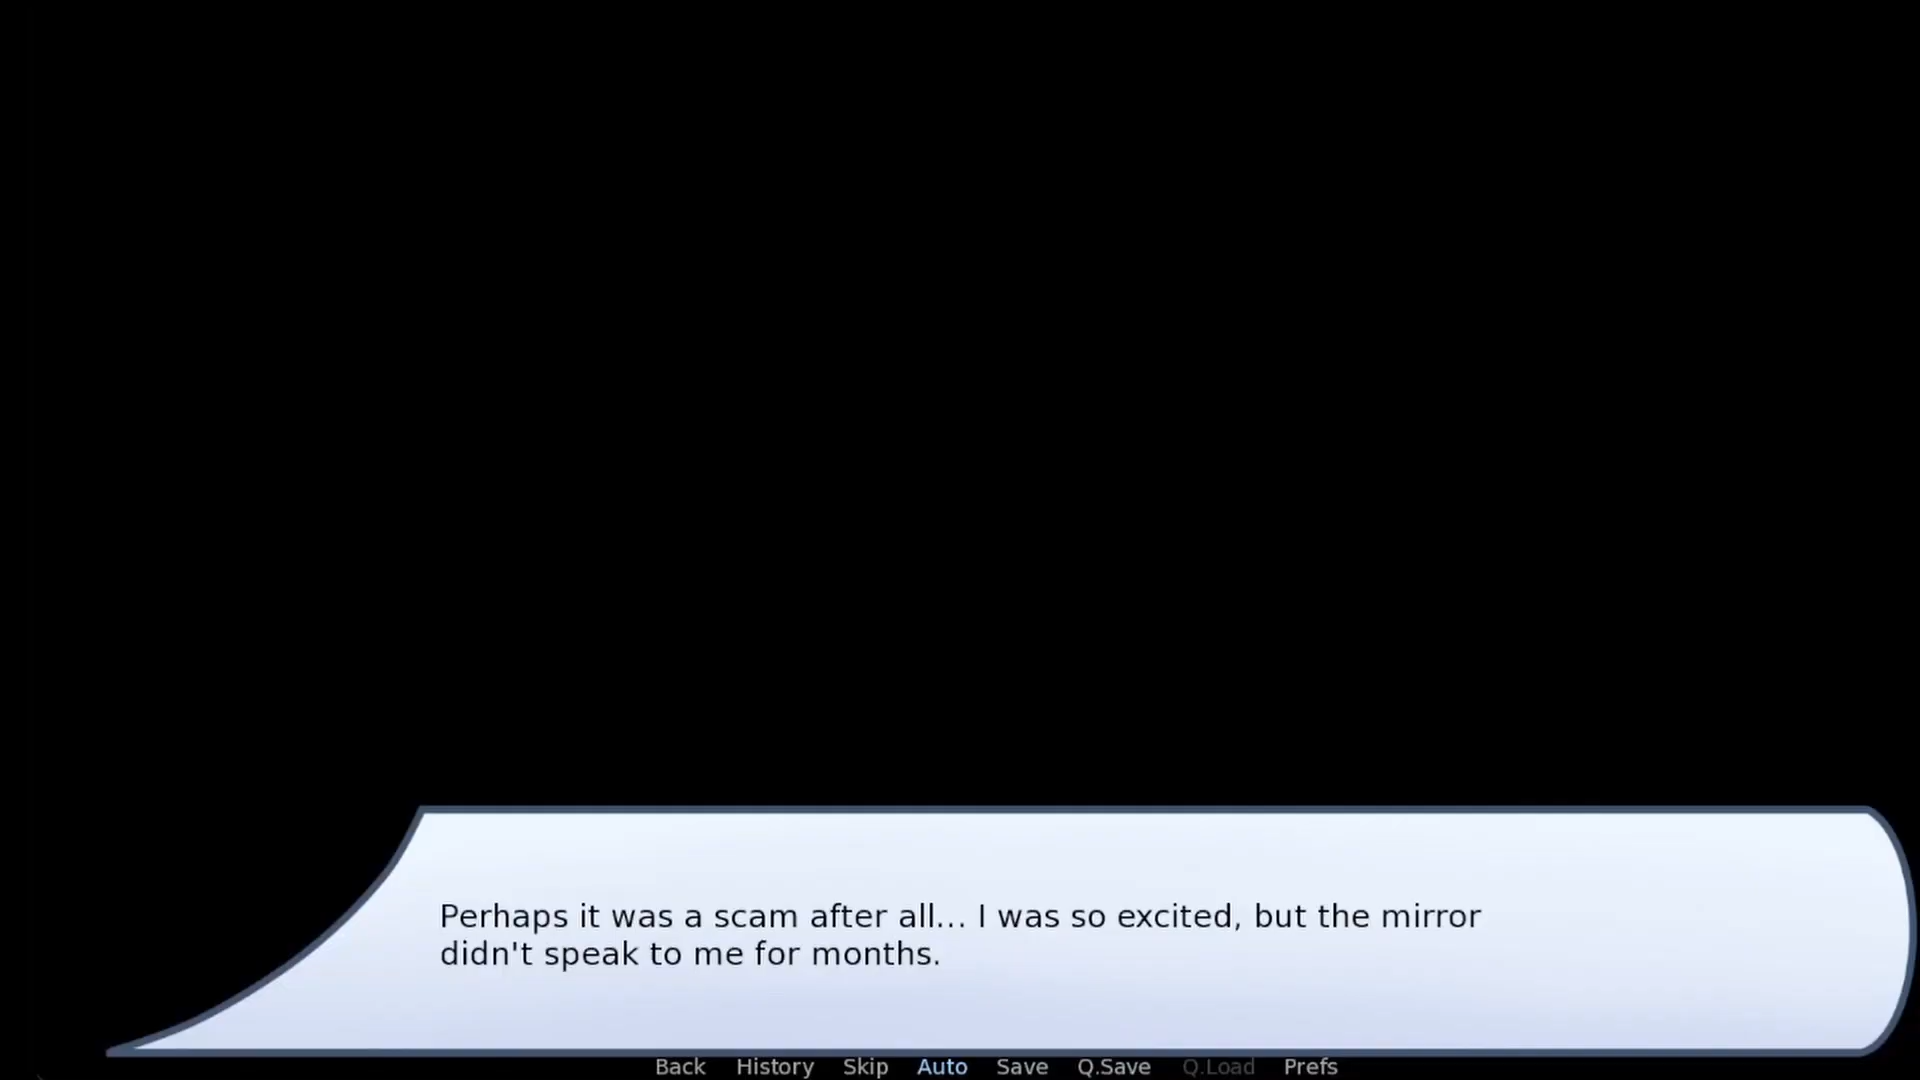 Perhaps it was a scam after all... I was so excited, but the mirror
didn't speak to me for months.
Back History Skip Auto Save Q.Save Q.Load Prefs